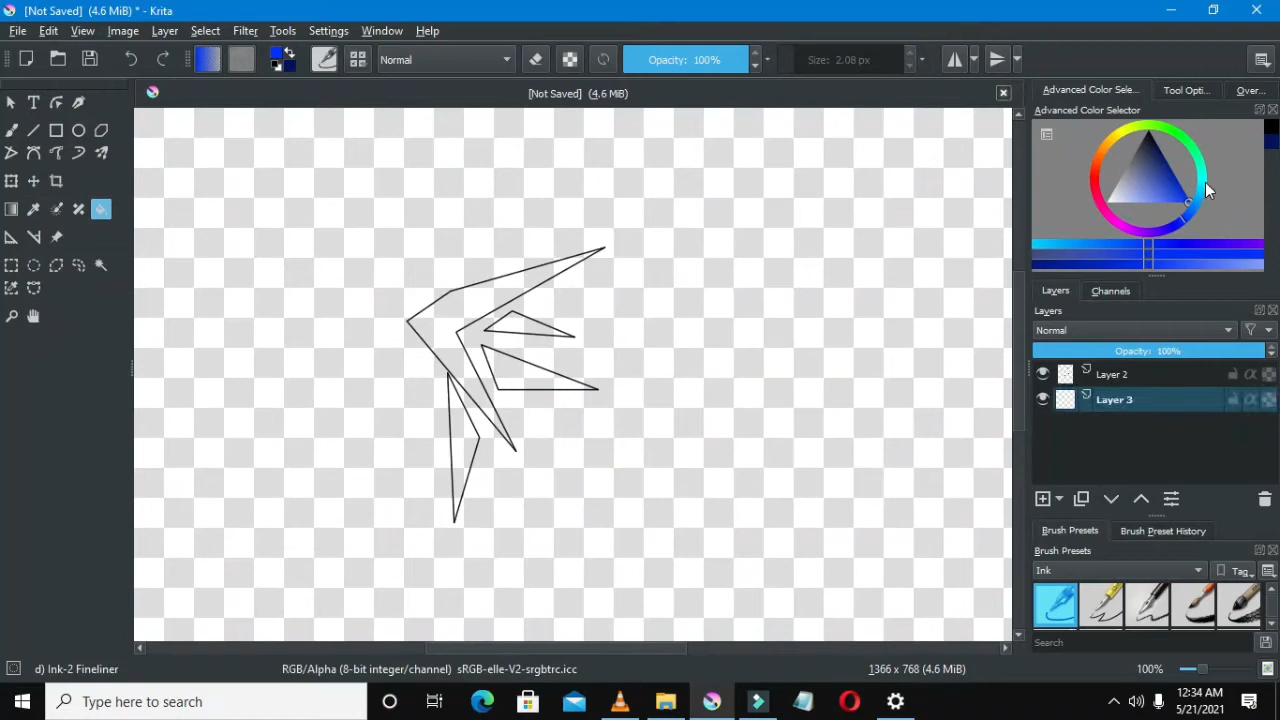 [Not Saved] (4.6 MiB) * - Krita
File Edit View Image Layer Select Filter Tools Settings Window Help
Normal Opacity: 100% Size: 2.08 px
[Not Saved] (4.6 MiB)
Advanced Color Sele... Tool Opti... Over...
Advanced Color Selector
Layers Channels
Layers
Normal
Opacity: 100%
Layer 2
Layer 3
Brush Presets Brush Preset History
Brush Presets
Ink Tag
Search
d) Ink-2 Fineliner RGB/Alpha (8-bit integer/channel) sRGB-elle-V2-srgbtrc.icc 1366 x 768 (4.6 MiB) 100%
Type here to search
12:34 AM
5/21/2021